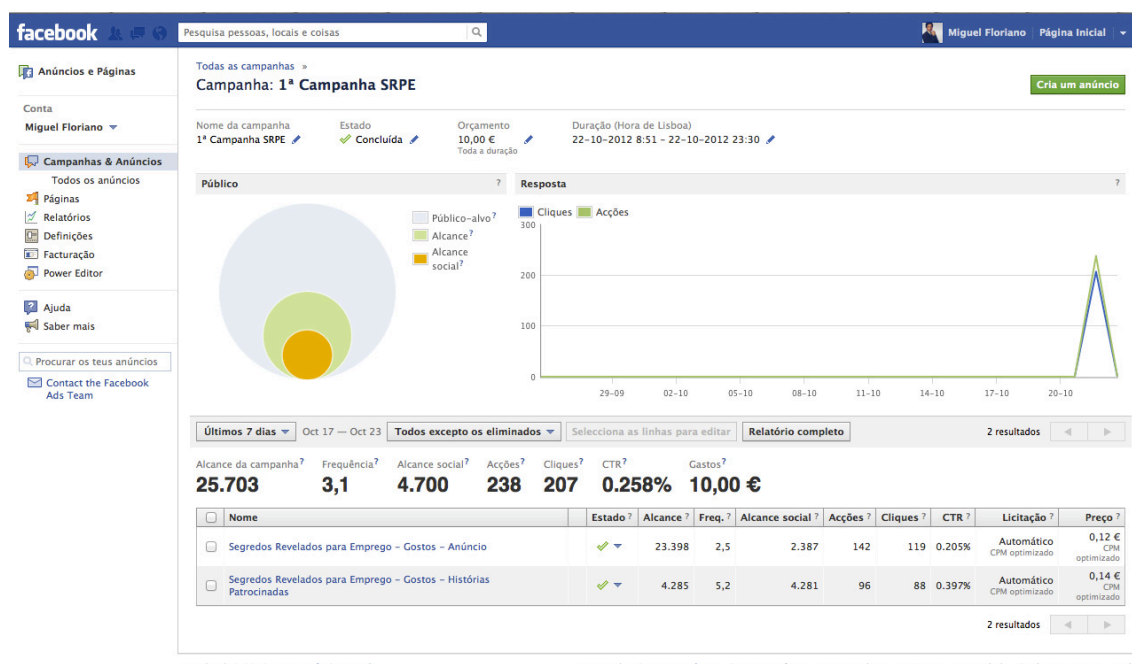 facebook
Pesquisa pessoas, locais e coisas
Miguel Floriano
Página Inicial
Anúncios e Páginas
Conta
Miguel Floriano
Campanhas & Anúncios
Todos os anúncios
Páginas
Relatórios
Definições
Facturação
Power Editor
Ajuda
Saber mais
Procurar os teus anúncios
Contact the Facebook
Ads Team
Todas as campanhas »
Campanha: 1ª Campanha SRPE
Cria um anúncio
Nome da campanha
1ª Campanha SRPE
Estado
Concluída
Orçamento
10,00 €
Toda a duração
Duração (Hora de Lisboa)
22-10-2012 8:51 - 22-10-2012 23:30
Público ?
Público-alvo?
Alcance?
Alcance
social?
Resposta ?
Cliques Acções
300
200
100
0
29-09 02-10 05-10 08-10 11-10 14-10 17-10 20-10
Últimos 7 dias Oct 17 — Oct 23 Todos excepto os eliminados Selecciona as linhas para editar Relatório completo 2 resultados
Alcance da campanha? Frequência? Alcance social? Acções? Cliques? CTR? Gastos?
25.703 3,1 4.700 238 207 0.258% 10,00 €
Nome Estado ? Alcance ? Freq. ? Alcance social ? Acções ? Cliques ? CTR ? Licitação ? Preço ?
Segredos Revelados para Emprego - Gostos - Anúncio 23.398 2,5 2.387 142 119 0.205% Automático 0,12 €
CPM optimizado CPM
optimizado
Segredos Revelados para Emprego - Gostos - Histórias
Patrocinadas 4.285 5,2 4.281 96 88 0.397% Automático 0,14 €
CPM optimizado CPM
optimizado
2 resultados